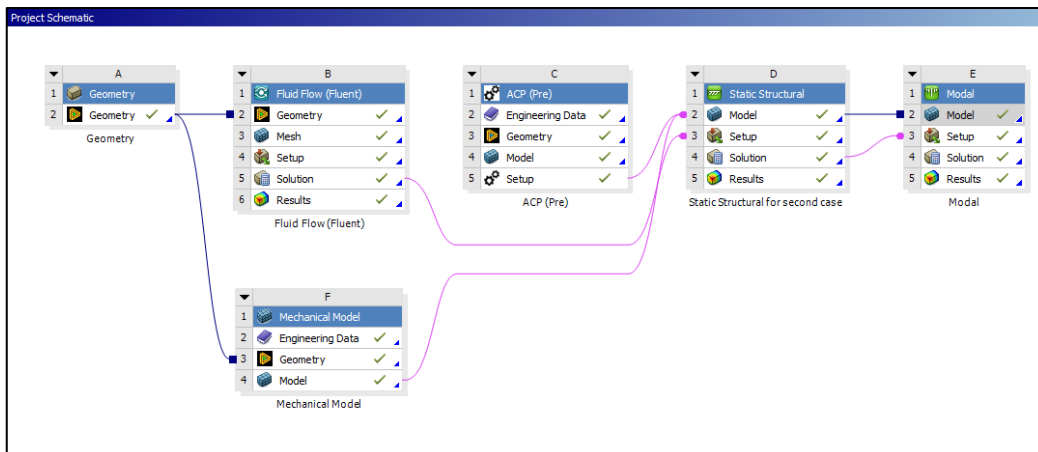 Project Schematic
A
1 Geometry
2 Geometry
Geometry
B
1 Fluid Flow (Fluent)
2 Geometry
3 Mesh
4 Setup
5 Solution
6 Results
Fluid Flow (Fluent)
C
1 ACP (Pre)
2 Engineering Data
3 Geometry
4 Model
5 Setup
ACP (Pre)
D
1 Static Structural
2 Model
3 Setup
4 Solution
5 Results
Static Structural for second case
E
1 Modal
2 Model
3 Setup
4 Solution
5 Results
Modal
F
1 Mechanical Model
2 Engineering Data
3 Geometry
4 Model
Mechanical Model